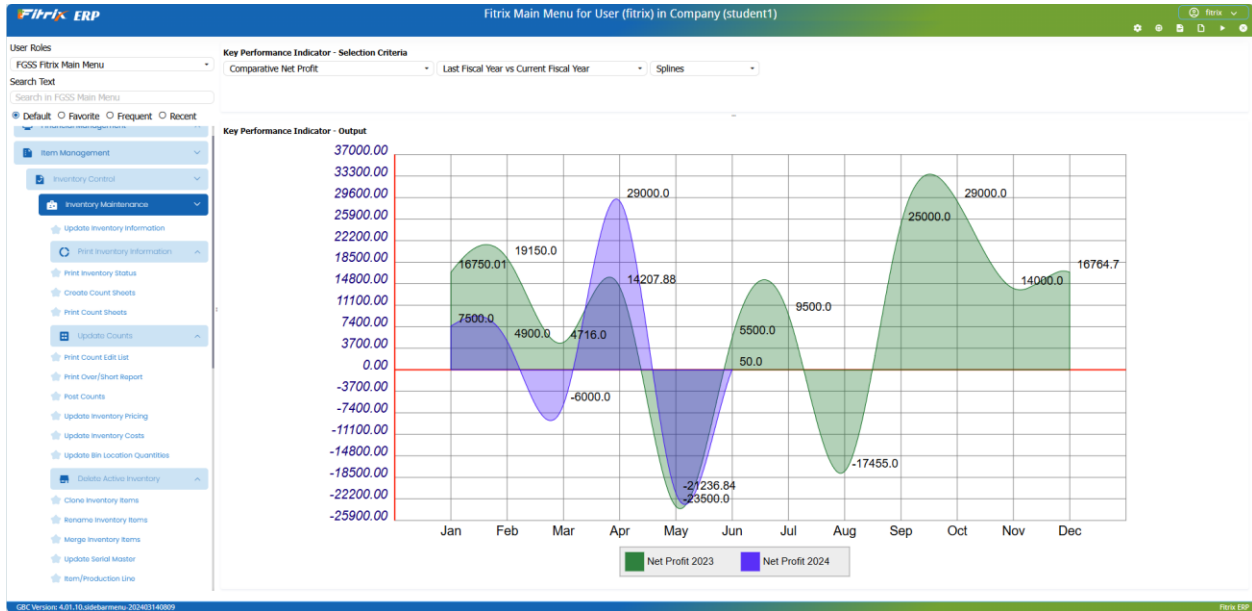 Fitrix ERP
Fitrix Main Menu for User (fitrix) in Company (student1)
fitrix
User Roles
FGSS Fitrix Main Menu
Search Text
Search in FGSS Main Menu
Default Favorite Frequent Recent
Financial Management
Item Management
Inventory Control
Inventory Maintenance
Update Inventory Information
Print Inventory Information
Print Inventory Status
Create Count Sheets
Print Count Sheets
Update Counts
Print Count Edit List
Print Over/Short Report
Post Counts
Update Inventory Pricing
Update Inventory Costs
Update Bin Location Quantities
Delete Active Inventory
Clone Inventory Items
Rename Inventory Items
Merge Inventory Items
Update Serial Master
Item/Production Line
Key Performance Indicator - Selection Criteria
Comparative Net Profit
Last Fiscal Year vs Current Fiscal Year
Splines
Key Performance Indicator - Output
37000.00
33300.00
29600.00
25900.00
22200.00
18500.00
14800.00
11100.00
7400.00
3700.00
0.00
-3700.00
-7400.00
-11100.00
-14800.00
-18500.00
-22200.00
-25900.00
16750.01
19150.0
4716.0
14207.88
-21236.84
5500.0
9500.0
-17455.0
25000.0
29000.0
14000.0
16764.7
7500.0
4900.0
-6000.0
29000.0
-23500.0
50.0
Jan Feb Mar Apr May Jun Jul Aug Sep Oct Nov Dec
Net Profit 2023 Net Profit 2024
GBC Version: 4.01.10.sidebarmenu-202403140809
Fitrix ERP